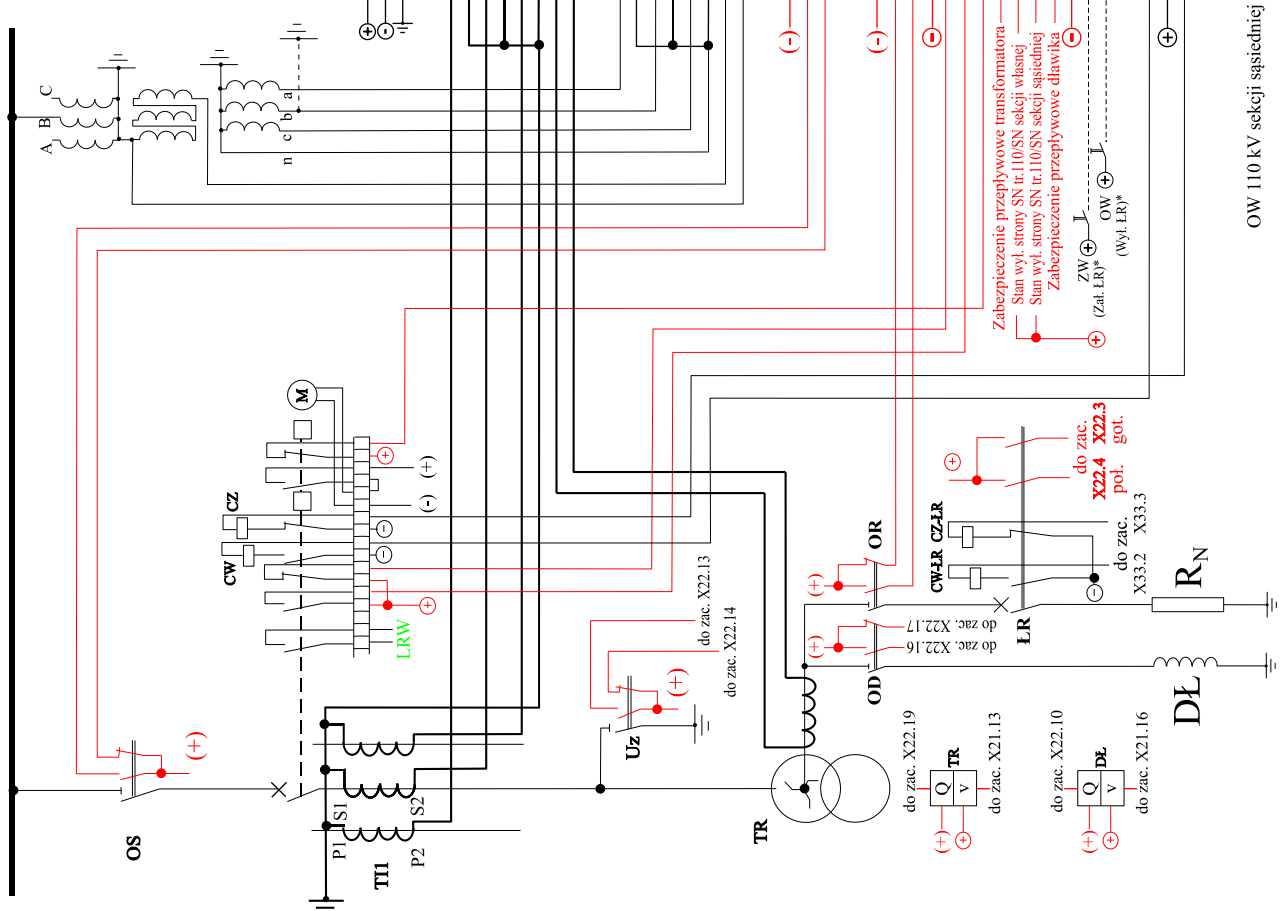 A B C
n c b a
(-)
(-)
Zabezpieczenie przepływowe transformatora
Stan wył. strony SN tr.110/SN sekcji własnej
Stan wył. strony SN tr.110/SN sekcji sąsiedniej
Zabezpieczenie przepływowe dławika
ZW
(Zał. ŁR)*
OW
(Wył. ŁR)*
OW 110 kV sekcji sąsiedniej
M
CZ
CW
(+)
(-)
LRW
OS
(+)
P1 S1
P2 S2
TI1
do zac. X22.13
do zac. X22.14
Uz
(+)
TR
OR
(+)
OD
(+)
do zac. X22.17
do zac. X22.16
CW-ŁR CZ-ŁR
ŁR
do zac.
X22.4 X22.3
poł. got.
do zac.
X33.2 X33.3
R_N
DŁ
do zac. X22.19
Q TR
v
(+)
do zac. X21.13
do zac. X22.10
Q DŁ
v
(+)
do zac. X21.16